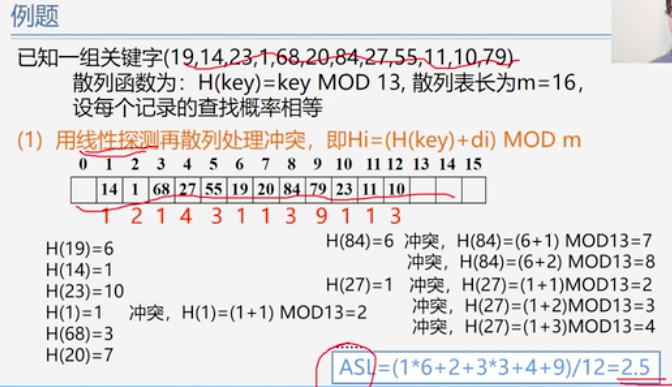 例题
已知一组关键字(19,14,23,1,68,20,84,27,55,11,10,79)
散列函数为：H(key)=key MOD 13, 散列表长为m=16，
设每个记录的查找概率相等
(1) 用线性探测再散列处理冲突，即Hi=(H(key)+di) MOD m
0 1 2 3 4 5 6 7 8 9 10 11 12 13 14 15
14 1 68 27 55 19 20 84 79 23 11 10
1 2 1 4 3 1 1 3 9 1 1 3
H(19)=6
H(14)=1
H(23)=10
H(1)=1 冲突，H(1)=(1+1) MOD13=2
H(68)=3
H(20)=7
H(84)=6 冲突，H(84)=(6+1) MOD13=7
冲突，H(84)=(6+2) MOD13=8
H(27)=1 冲突，H(27)=(1+1)MOD13=2
冲突，H(27)=(1+2)MOD13=3
冲突，H(27)=(1+3)MOD13=4
......
ASL=(1*6+2+3*3+4+9)/12=2.5